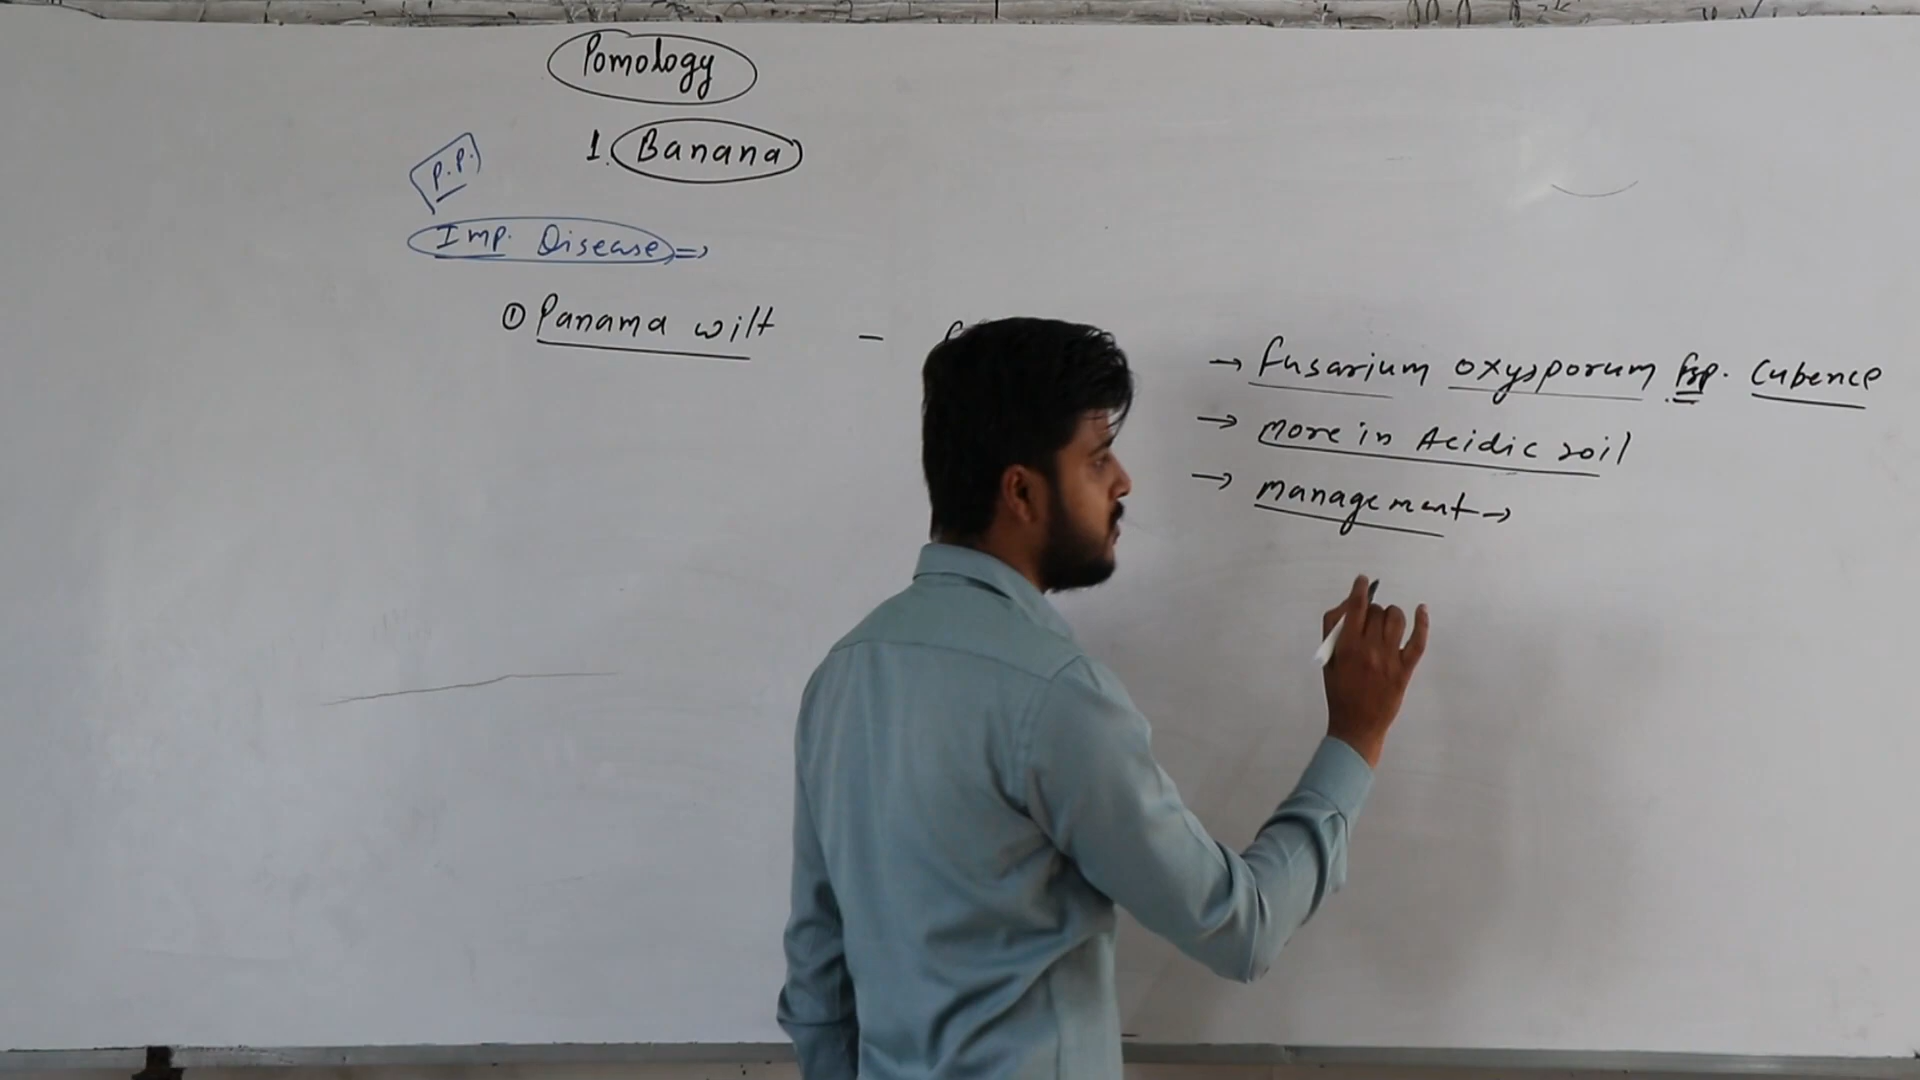 Pomology
1. Banana
P.P.
Imp. Disease =>
① Panama wilt -
→ fusarium oxysporum fsp. Cubence
→ more in Acidic soil
→ management →